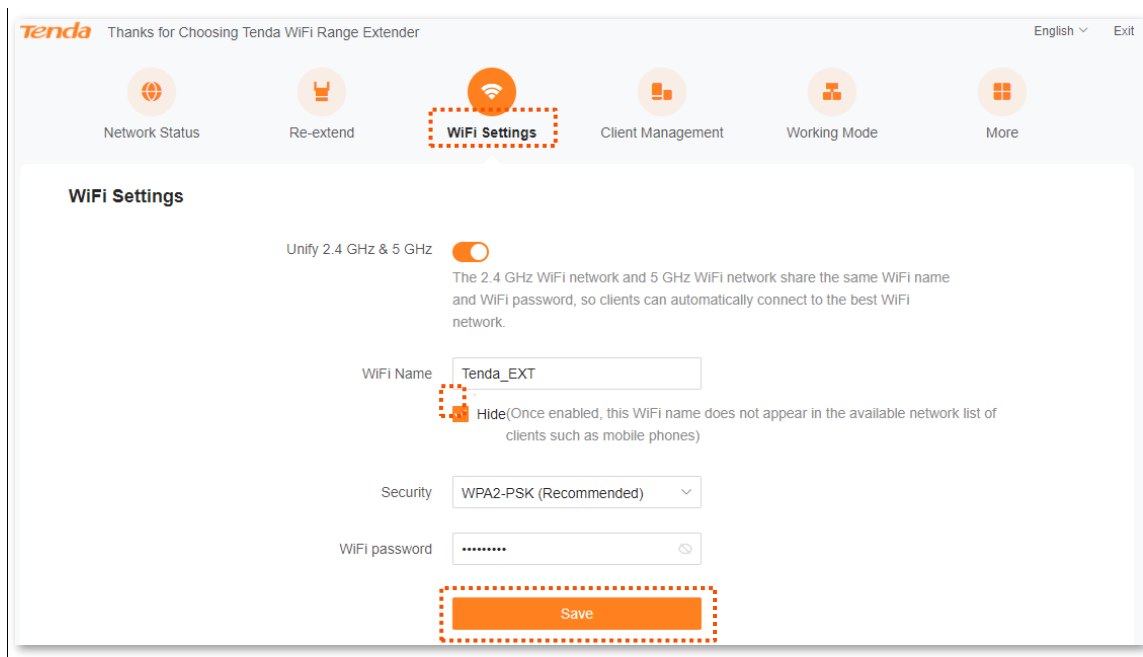 Tenda Thanks for Choosing Tenda WiFi Range Extender English Exit
Network Status Re-extend WiFi Settings Client Management Working Mode More
WiFi Settings
Unify 2.4 GHz & 5 GHz
The 2.4 GHz WiFi network and 5 GHz WiFi network share the same WiFi name
and WiFi password, so clients can automatically connect to the best WiFi
network.
WiFi Name Tenda_EXT
Hide(Once enabled, this WiFi name does not appear in the available network list of
clients such as mobile phones)
Security WPA2-PSK (Recommended)
WiFi password •••••••••
Save